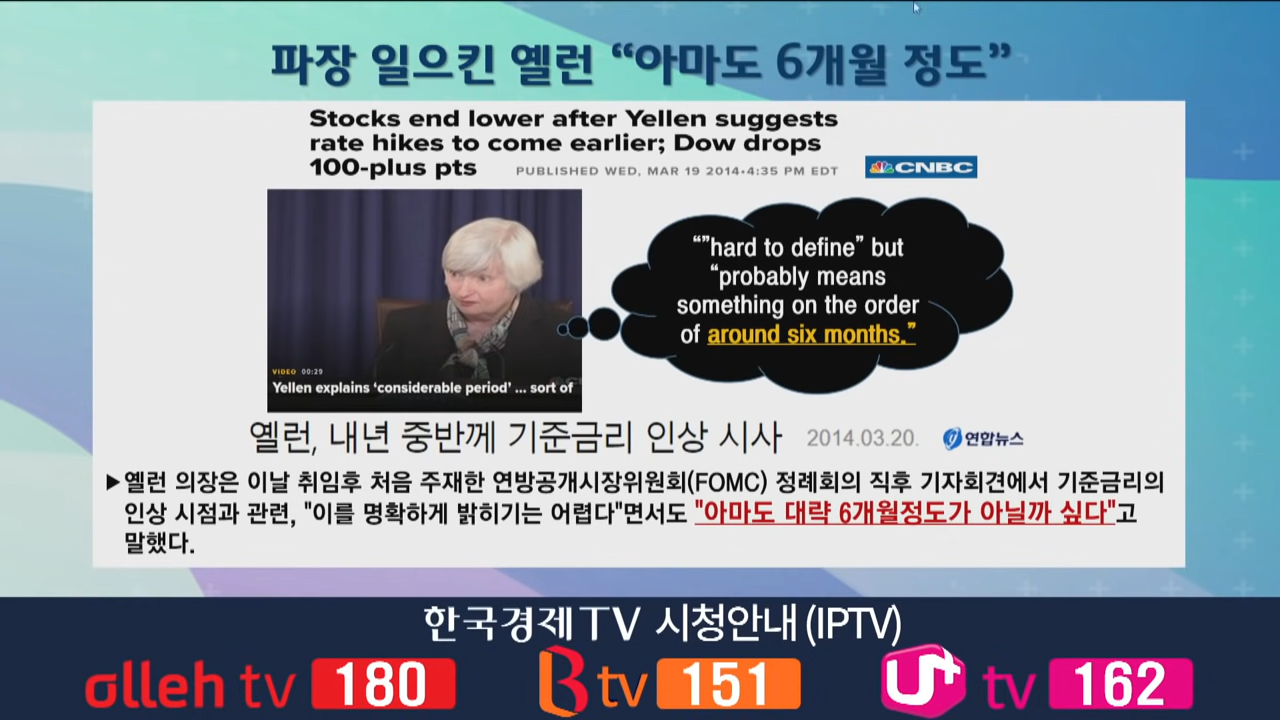 파장 일으킨 옐런 “아마도 6개월 정도”
Stocks end lower after Yellen suggests
rate hikes to come earlier; Dow drops
100-plus pts PUBLISHED WED, MAR 19 2014•4:35 PM EDT CNBC
“”hard to define” but
“probably means
something on the order
of around six months.”
VIDEO 00:29
Yellen explains ‘considerable period’ ... sort of
옐런, 내년 중반께 기준금리 인상 시사 2014.03.20. 연합뉴스
▶옐런 의장은 이날 취임후 처음 주재한 연방공개시장위원회(FOMC) 정례회의 직후 기자회견에서 기준금리의
인상 시점과 관련, "이를 명확하게 밝히기는 어렵다"면서도 "아마도 대략 6개월정도가 아닐까 싶다"고
말했다.
한국경제TV 시청안내(IPTV)
olleh tv 180 B tv 151 U+ tv 162